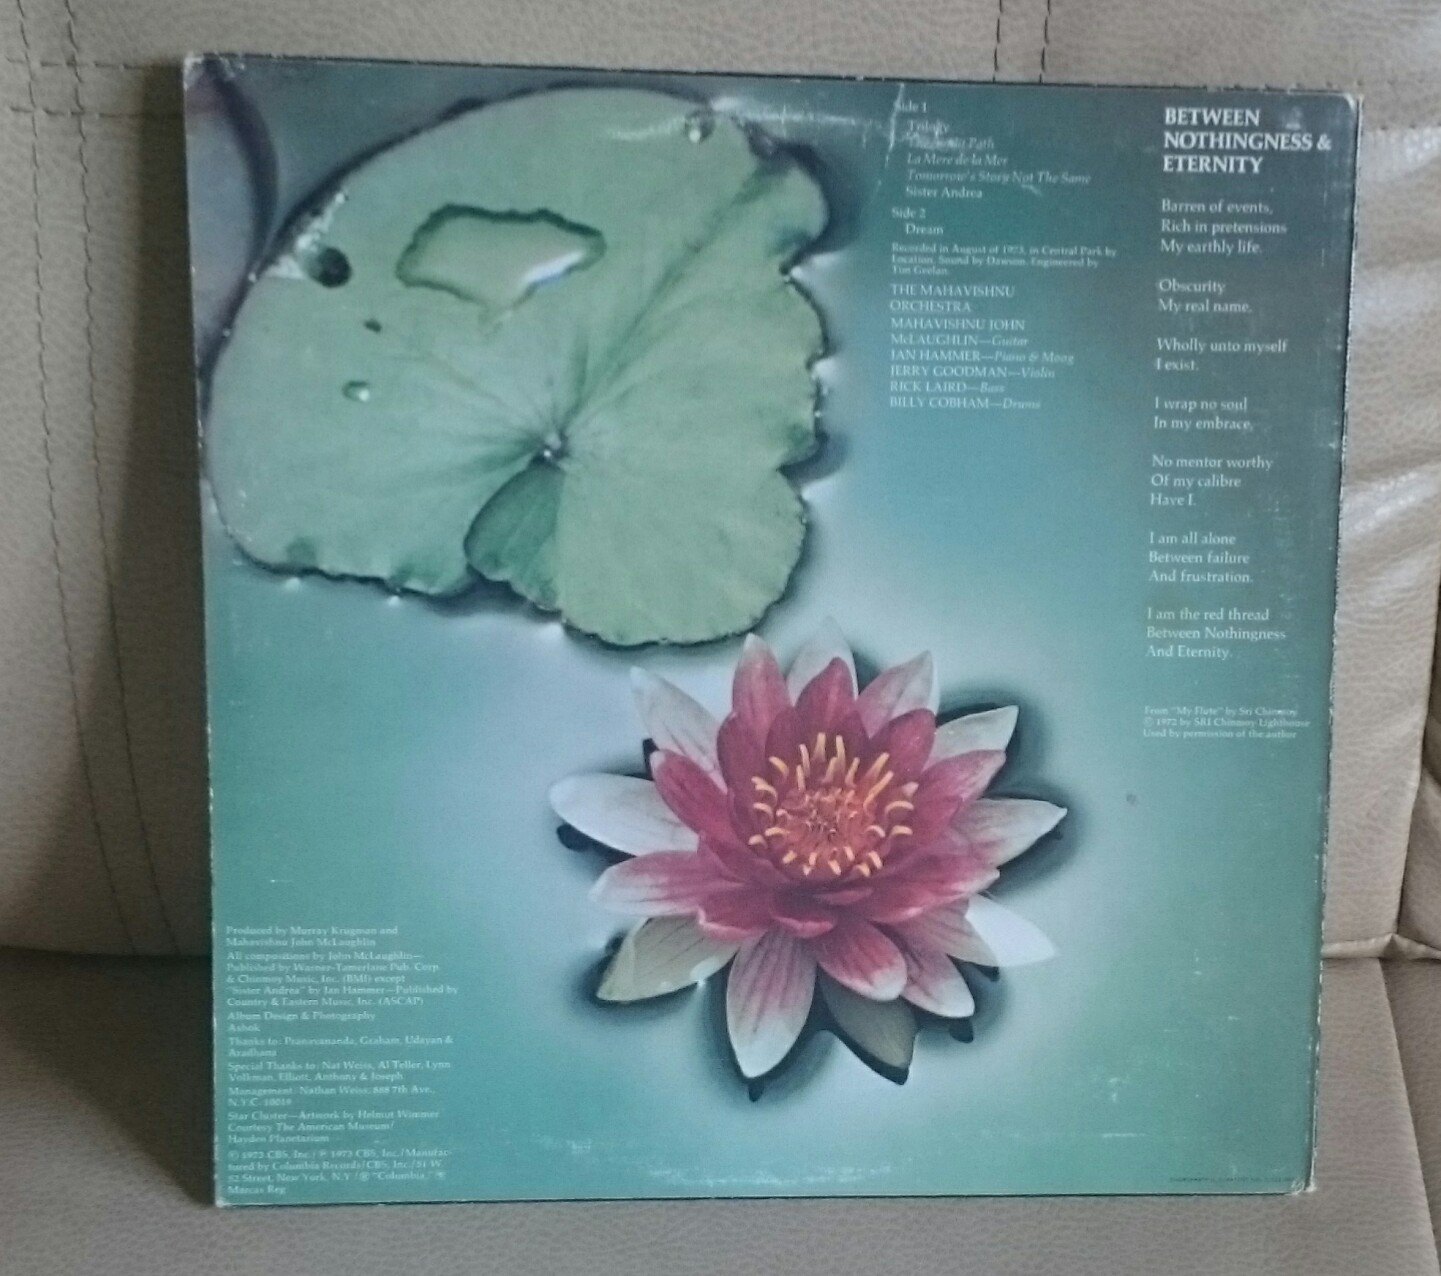 Side 1
Trilogy
Path
La Mere de la Mer
Tomorrow's Story Not The Same
Sister Andrea
Side 2
Dream
Recorded in August of 1973, in Central Park by
Location. Sound by Dawson. Engineered by
Tim Geelan.
THE MAHAVISHNU
ORCHESTRA
MAHAVISHNU JOHN
McLAUGHLIN—Guitar
JAN HAMMER—Piano & Moog
JERRY GOODMAN—Violin
RICK LAIRD—Bass
BILLY COBHAM—Drums
BETWEEN
NOTHINGNESS &
ETERNITY
Barren of events,
Rich in pretensions
My earthly life.
Obscurity
My real name.
Wholly unto myself
I exist.
I wrap no soul
In my embrace.
No mentor worthy
Of my calibre
Have I.
I am all alone
Between failure
And frustration.
I am the red thread
Between Nothingness
And Eternity.
From "My Flute" by Sri Chinmoy
© 1972 by SRI Chinmoy Lighthouse
Used by permission of the author
Produced by Murray Krugman and
Mahavishnu John McLaughlin
All compositions by John McLaughlin—
Published by Warner-Tamerlane Pub. Corp.
& Chinmoy Music, Inc. (BMI) except
"Sister Andrea" by Jan Hammer—Published by
Country & Eastern Music, Inc. (ASCAP)
Album Design & Photography
Ashok
Thanks to: Pranavananda, Graham, Udayan &
Aradhana
Special Thanks to: Nat Weiss, Al Teller, Lynn
Volkman, Elliott, Anthony & Joseph
Management: Nathan Weiss: 888 7th Ave.,
N.Y.C. 10019
Star Cluster—Artwork by Helmut Wimmer
Courtesy The American Museum/
Hayden Planetarium
© 1973 CBS, Inc./ ℗ 1973 CBS, Inc./Manufac-
tured by Columbia Records/CBS, Inc./51 W.
52 Street, New York, N.Y./® "Columbia,"
Marcas Reg.